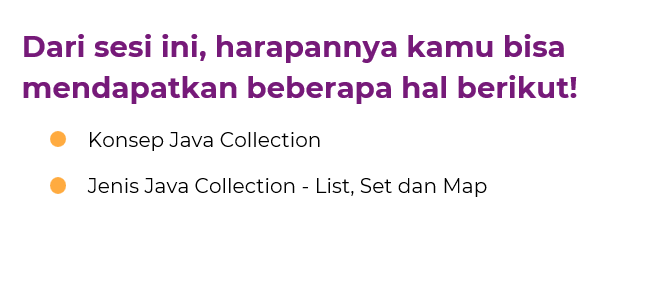 Dari sesi ini, harapannya kamu bisa
mendapatkan beberapa hal berikut!
Konsep Java Collection
Jenis Java Collection - List, Set dan Map